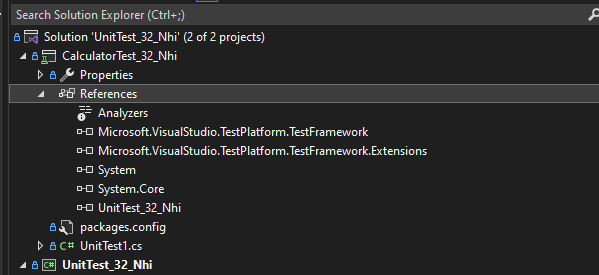 Search Solution Explorer (Ctrl+;)
Solution 'UnitTest_32_Nhi' (2 of 2 projects)
CalculatorTest_32_Nhi
Properties
References
Analyzers
Microsoft.VisualStudio.TestPlatform.TestFramework
Microsoft.VisualStudio.TestPlatform.TestFramework.Extensions
System
System.Core
UnitTest_32_Nhi
packages.config
C# UnitTest1.cs
C# UnitTest_32_Nhi